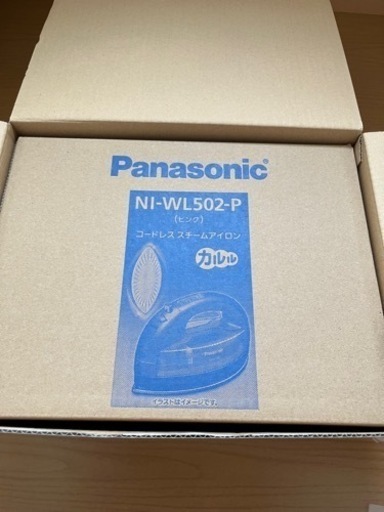 Panasonic
NI-WL502-P
(ピンク)
コードレス スチームアイロン
カルル
イラストはイメージです。